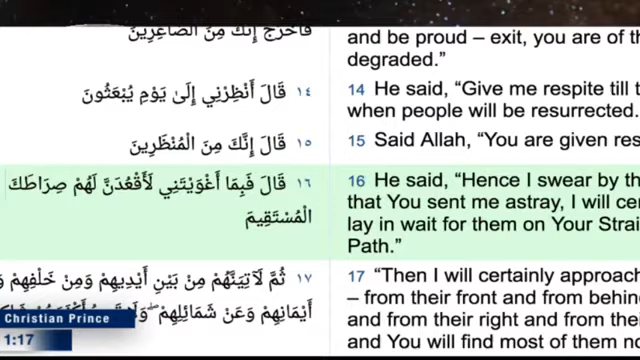 فَاخْرُجْ إِنَّكَ مِنَ الصَّاغِرِينَ
and be proud – exit, you are of th
degraded.”
١٤ قَالَ أَنْظِرْنِي إِلَىٰ يَوْمِ يُبْعَثُونَ
14 He said, “Give me respite till t
when people will be resurrected.
١٥ قَالَ إِنَّكَ مِنَ الْمُنْظَرِينَ
15 Said Allah, “You are given res
١٦ قَالَ فَبِمَا أَغْوَيْتَنِي لَأَقْعُدَنَّ لَهُمْ صِرَاطَكَ
الْمُسْتَقِيمَ
16 He said, “Hence I swear by th
that You sent me astray, I will cer
lay in wait for them on Your Strai
Path.”
١٧ ثُمَّ لَآتِيَنَّهُمْ مِنْ بَيْنِ أَيْدِيهِمْ وَمِنْ خَلْفِهِمْ وَ
أَيْمَانِهِمْ وَعَنْ شَمَائِلِهِمْ ۖ
17 “Then I will certainly approach
– from their front and from behin
and from their right and from thei
and You will find most of them no
Christian Prince
1:17